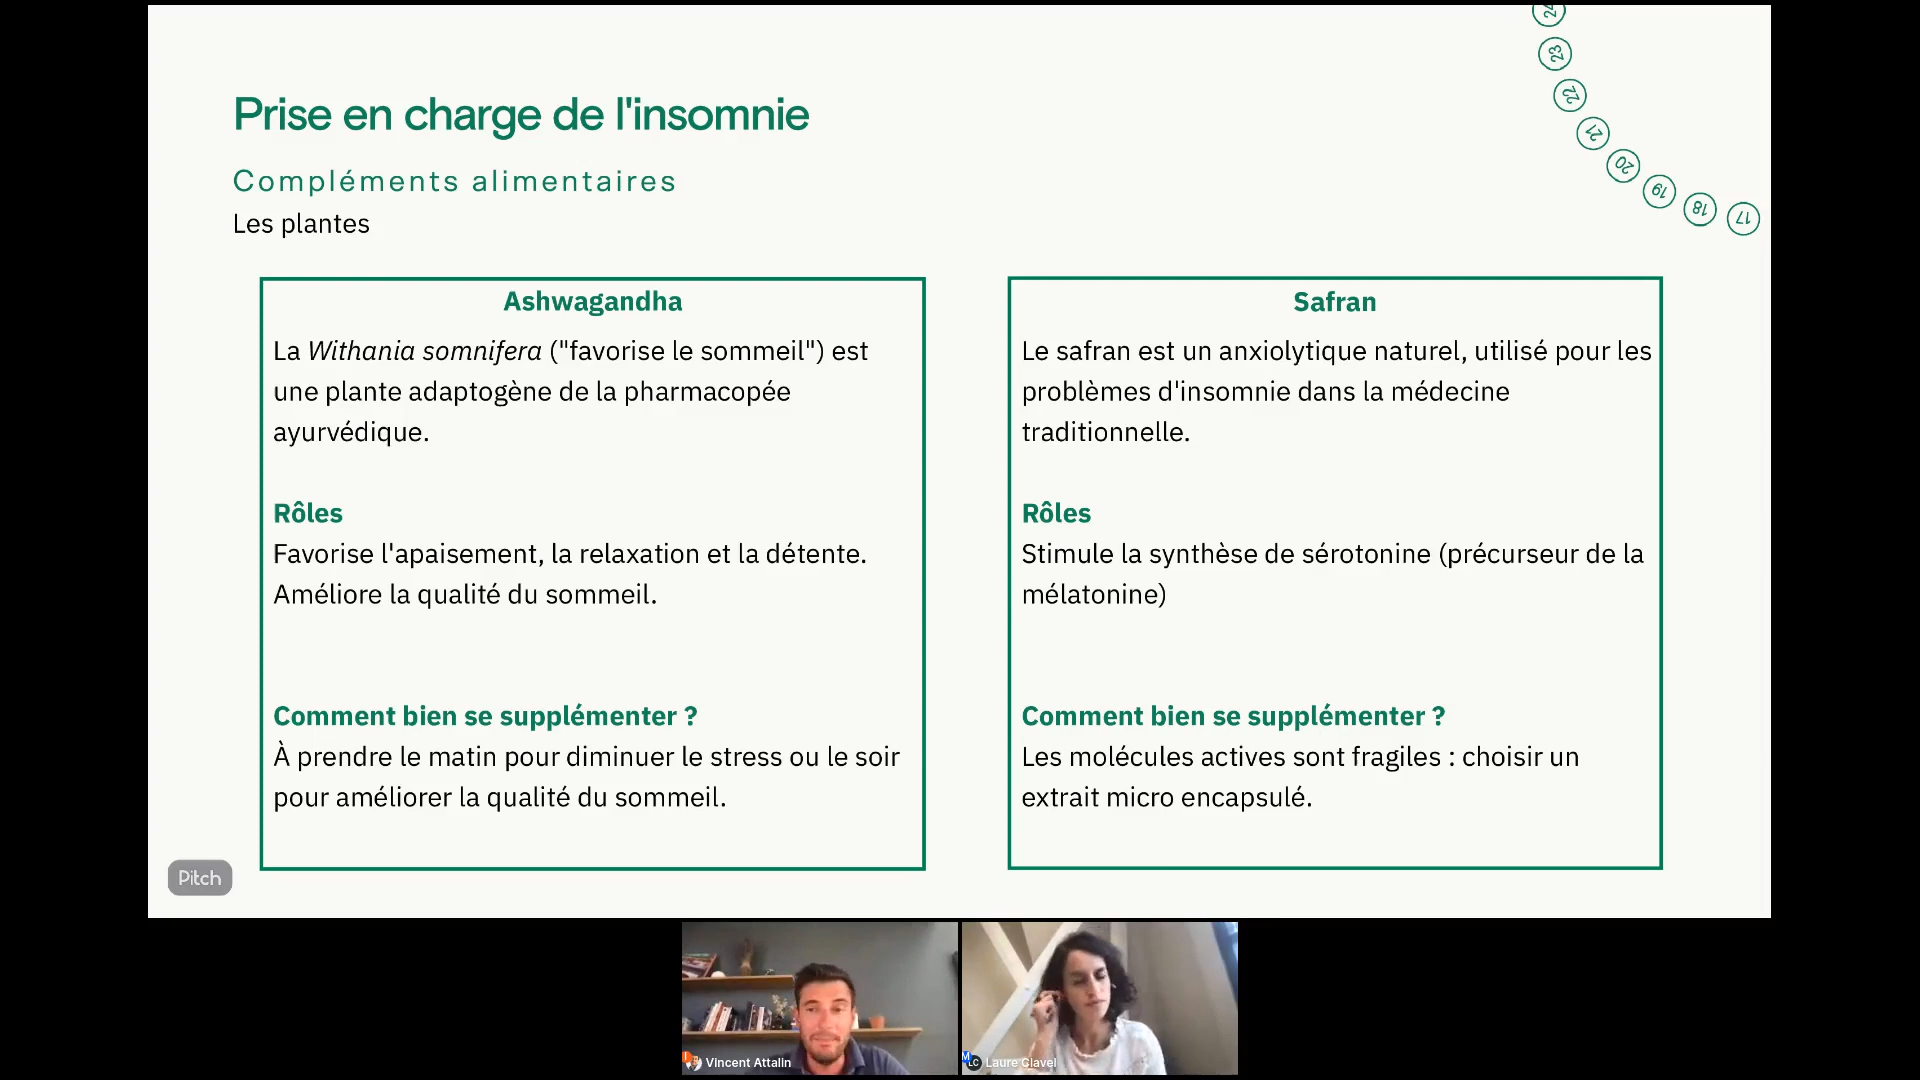 24
23
22
21
20
19
18
17
Prise en charge de l'insomnie
Compléments alimentaires
Les plantes
Ashwagandha
La Withania somnifera ("favorise le sommeil") est
une plante adaptogène de la pharmacopée
ayurvédique.
Rôles
Favorise l'apaisement, la relaxation et la détente.
Améliore la qualité du sommeil.
Comment bien se supplémenter ?
À prendre le matin pour diminuer le stress ou le soir
pour améliorer la qualité du sommeil.
Safran
Le safran est un anxiolytique naturel, utilisé pour les
problèmes d'insomnie dans la médecine
traditionnelle.
Rôles
Stimule la synthèse de sérotonine (précurseur de la
mélatonine)
Comment bien se supplémenter ?
Les molécules actives sont fragiles : choisir un
extrait micro encapsulé.
Pitch
Vincent Attalin
M
LC
Laure Clavel